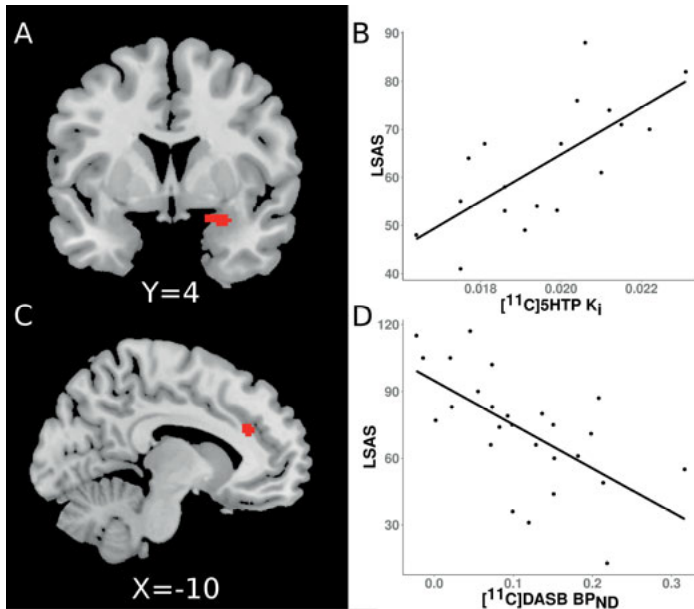 A
Y=4
B
LSAS
90
80
70
60
50
40
0.018 0.020 0.022
[11C]5HTP Ki
C
X=-10
D
LSAS
120
90
60
30
0.0 0.1 0.2 0.3
[11C]DASB BPND